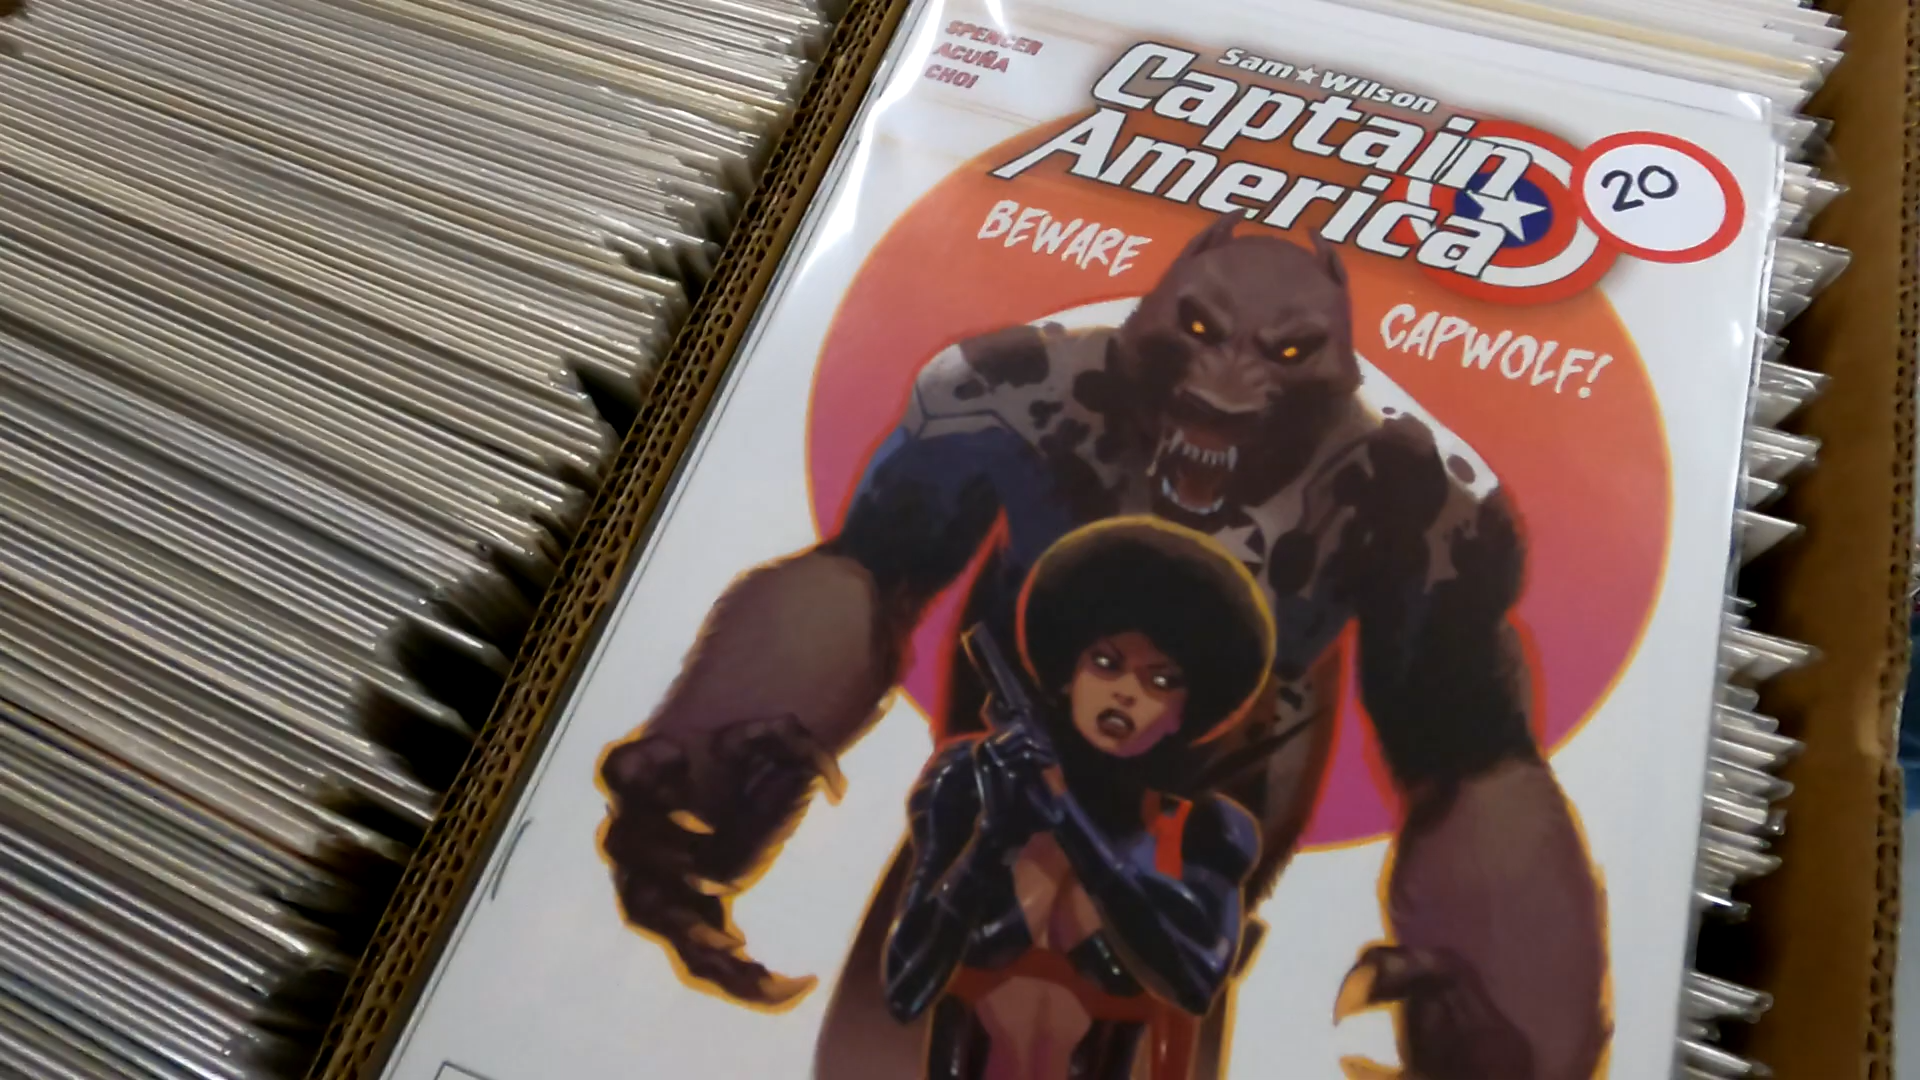 SPENCER
ACUÑA
CHOI
Sam★Wilson
Captain
America
20
BEWARE
CAPWOLF!